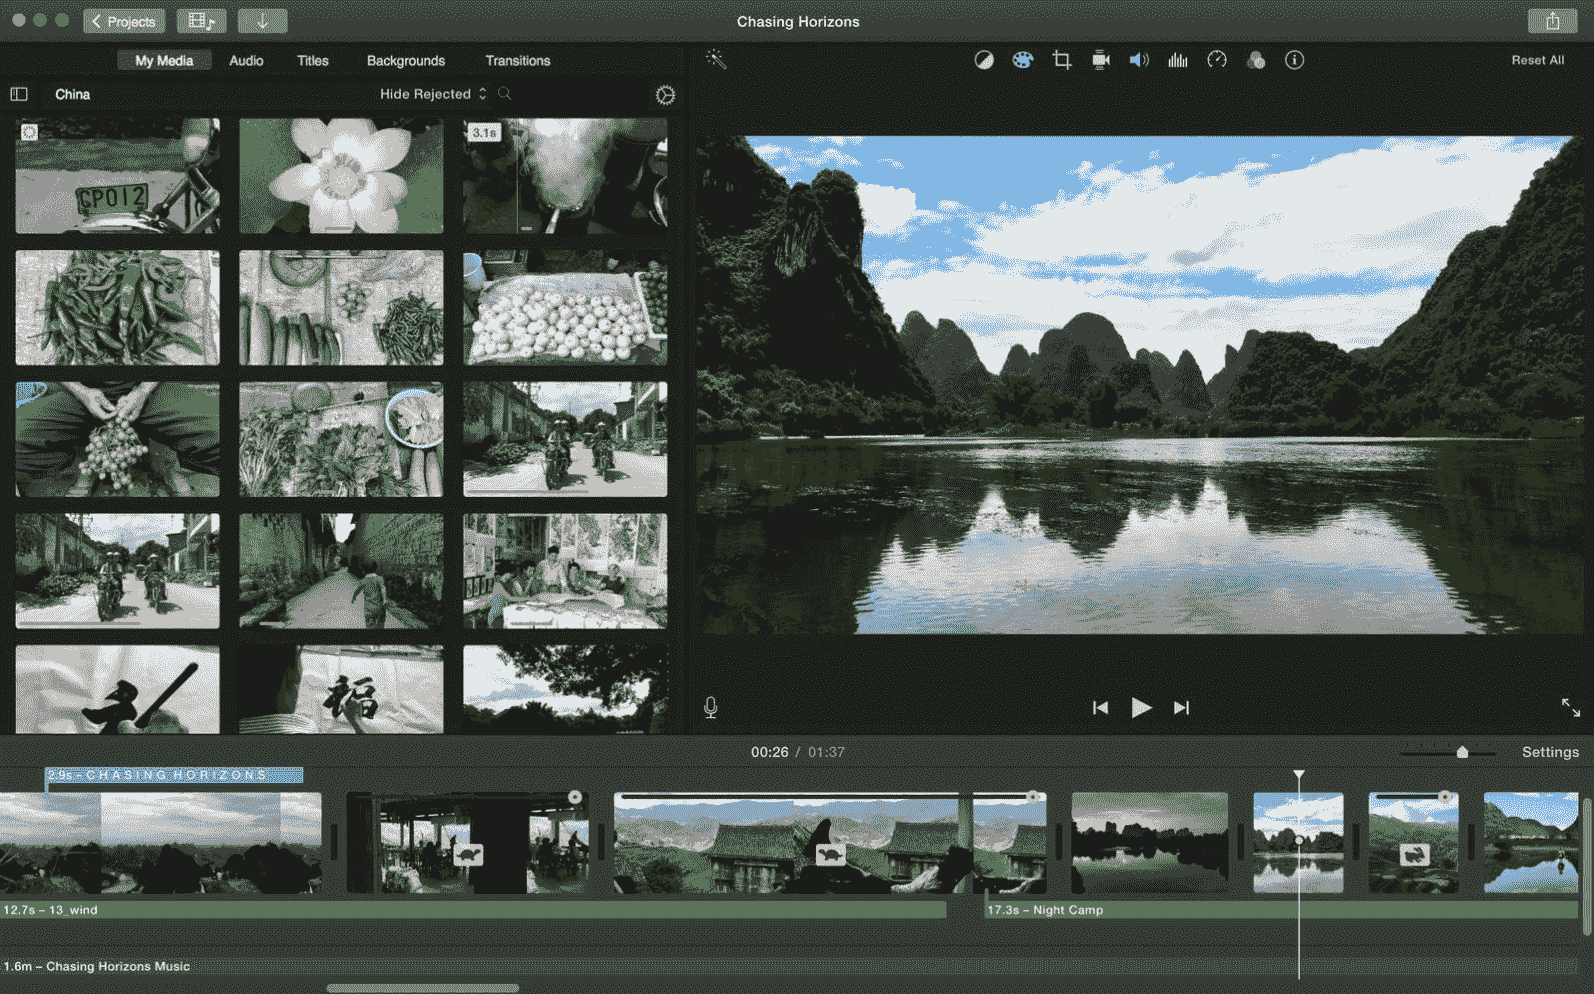 Projects
Chasing Horizons
My Media
Audio
Titles
Backgrounds
Transitions
Reset All
China
Hide Rejected
3.1s
CP012
00:26 / 01:37
Settings
2.9s – CHASING HORIZONS
12.7s – 13_wind
17.3s – Night Camp
1.6m – Chasing Horizons Music